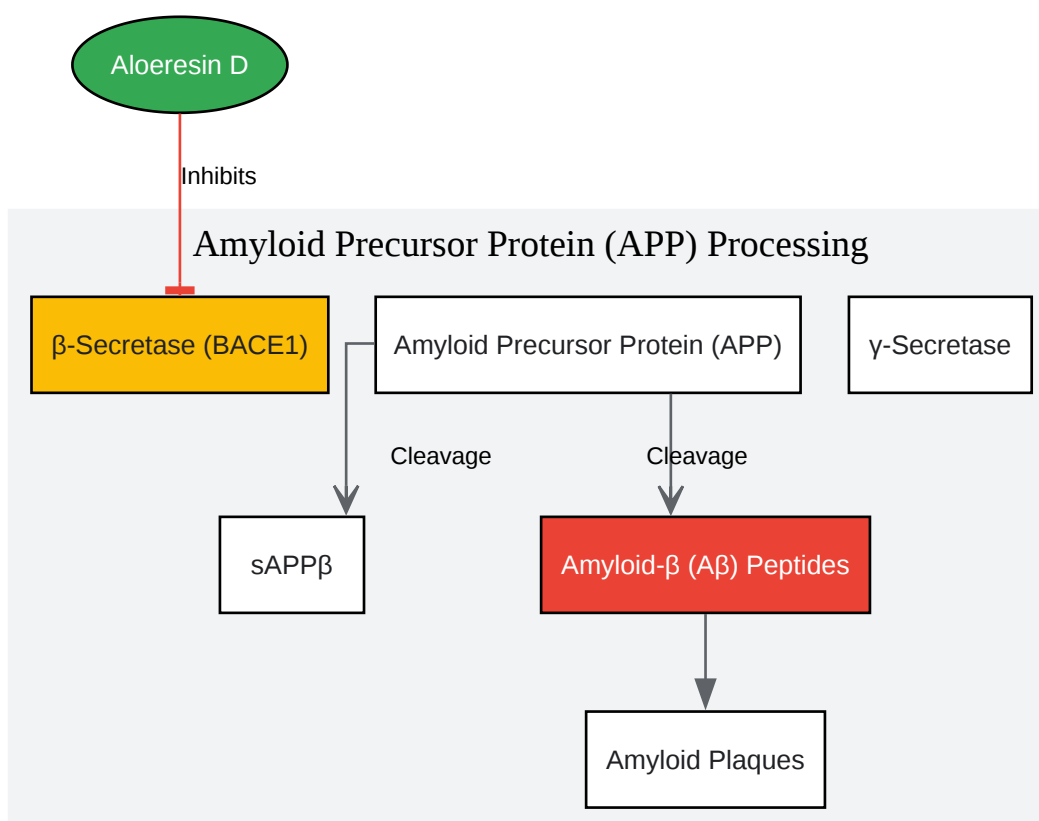 Aloeresin D
Inhibits
Amyloid Precursor Protein (APP) Processing
β-Secretase (BACE1)
Amyloid Precursor Protein (APP)
γ-Secretase
Cleavage
Cleavage
sAPPβ
Amyloid-β (Aβ) Peptides
Amyloid Plaques